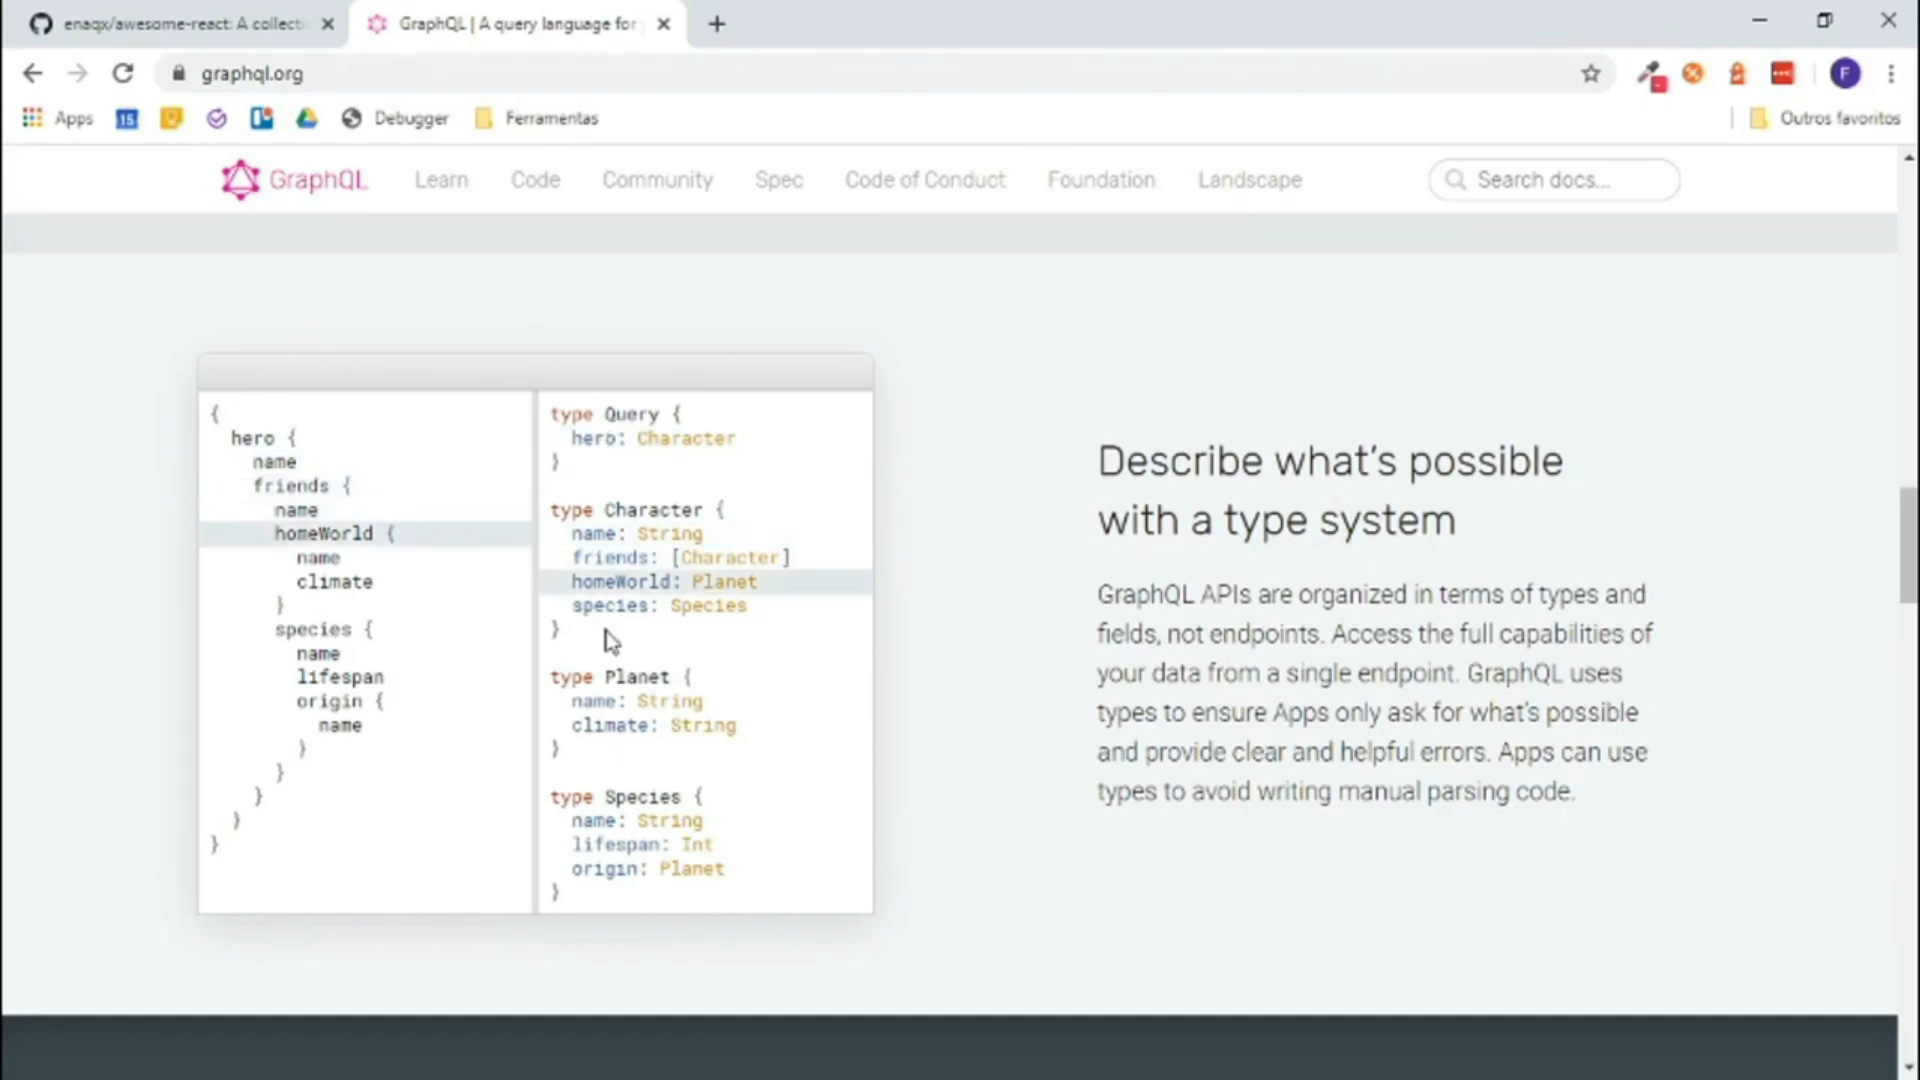 enaqx/awesome-react: A collecti
GraphQL | A query language for
graphql.org
F
Apps
15
Debugger
Ferramentas
Outros favoritos
GraphQL
Learn
Code
Community
Spec
Code of Conduct
Foundation
Landscape
Search docs...
{
hero {
name
friends {
name
homeWorld {
name
climate
}
species {
name
lifespan
origin {
name
}
}
}
}
}
type Query {
hero: Character
}
type Character {
name: String
friends: [Character]
homeWorld: Planet
species: Species
}
type Planet {
name: String
climate: String
}
type Species {
name: String
lifespan: Int
origin: Planet
}
Describe what’s possible
with a type system
GraphQL APIs are organized in terms of types and
fields, not endpoints. Access the full capabilities of
your data from a single endpoint. GraphQL uses
types to ensure Apps only ask for what’s possible
and provide clear and helpful errors. Apps can use
types to avoid writing manual parsing code.